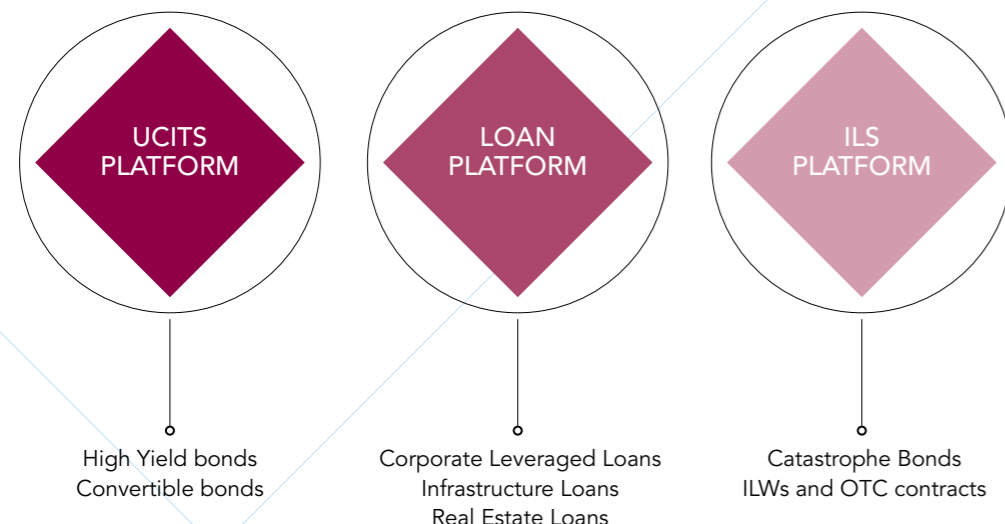 UCITS
PLATFORM
High Yield bonds
Convertible bonds
LOAN
PLATFORM
Corporate Leveraged Loans
Infrastructure Loans
Real Estate Loans
ILS
PLATFORM
Catastrophe Bonds
ILWs and OTC contracts